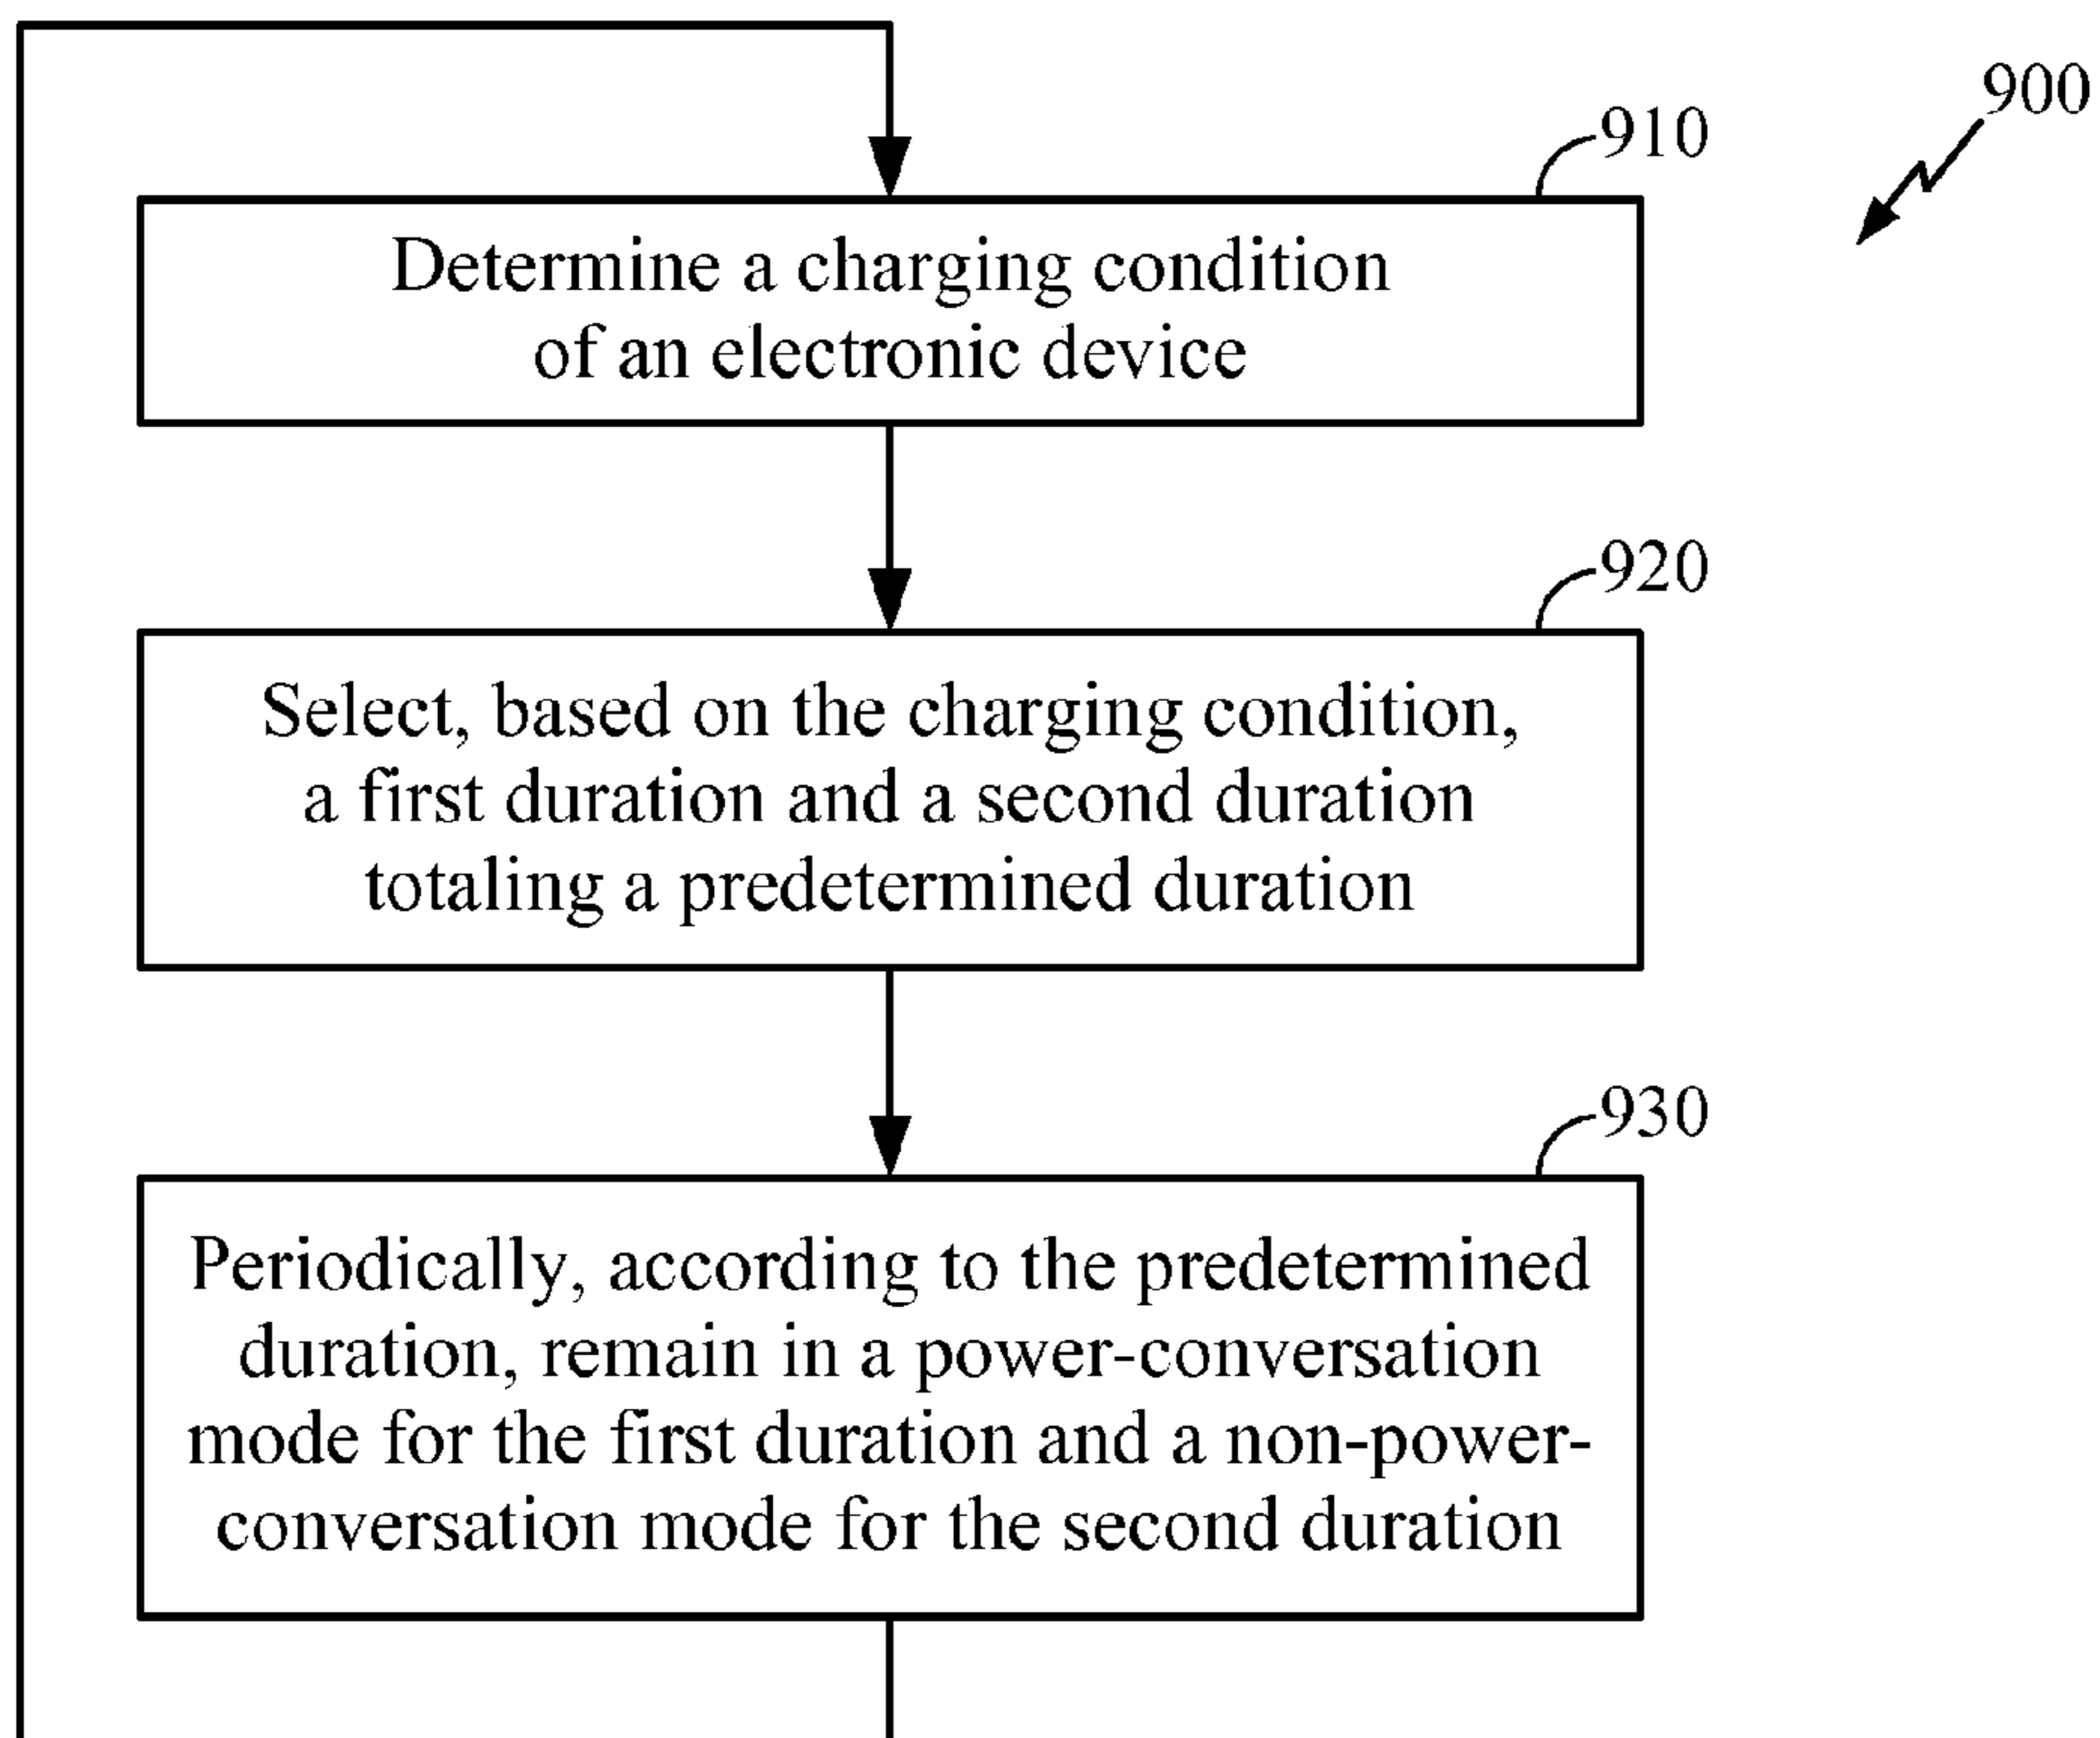 900
910
Determine a charging condition
of an electronic device
920
Select, based on the charging condition,
a first duration and a second duration
totaling a predetermined duration
930
Periodically, according to the predetermined
duration, remain in a power-conversation
mode for the first duration and a non-power-
conversation mode for the second duration